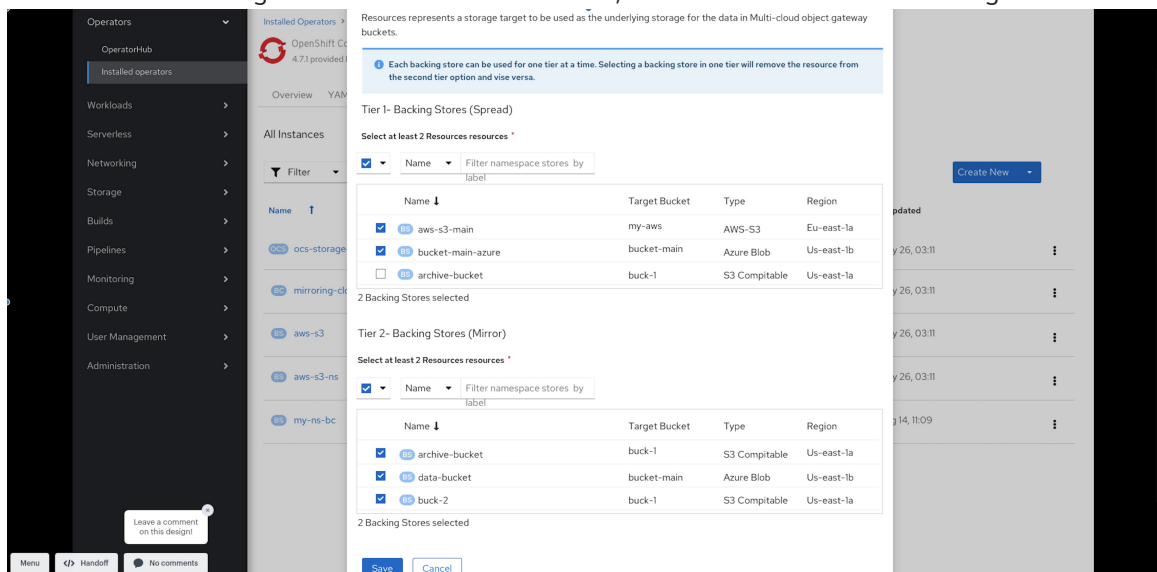 Operators
OperatorHub
Installed operators
Workloads
Serverless
Networking
Storage
Builds
Pipelines
Monitoring
Compute
User Management
Administration
Leave a comment
on this design!
Menu
</> Handoff
No comments
Installed Operators >
OpenShift Co
4.7.1 provided
Overview YAM
All Instances
Filter
Create New
Name
pdated
OCS ocs-storage
y 26, 03:11
BC mirroring-clo
y 26, 03:11
BS aws-s3
y 26, 03:11
BS aws-s3-ns
y 26, 03:11
BS my-ns-bc
14, 11:09
Resources represents a storage target to be used as the underlying storage for the data in Multi-cloud object gateway
buckets.
Each backing store can be used for one tier at a time. Selecting a backing store in one tier will remove the resource from
the second tier option and vise versa.
Tier 1- Backing Stores (Spread)
Select at least 2 Resources resources *
Name Filter namespace stores by
label
Name Target Bucket Type Region
BS aws-s3-main my-aws AWS-S3 Eu-east-1a
BS bucket-main-azure bucket-main Azure Blob Us-east-1b
BS archive-bucket buck-1 S3 Compitable Us-east-1a
2 Backing Stores selected
Tier 2- Backing Stores (Mirror)
Select at least 2 Resources resources *
Name Filter namespace stores by
label
Name Target Bucket Type Region
BS archive-bucket buck-1 S3 Compitable Us-east-1a
BS data-bucket bucket-main Azure Blob Us-east-1b
BS buck-2 buck-1 S3 Compitable Us-east-1a
2 Backing Stores selected
Save Cancel